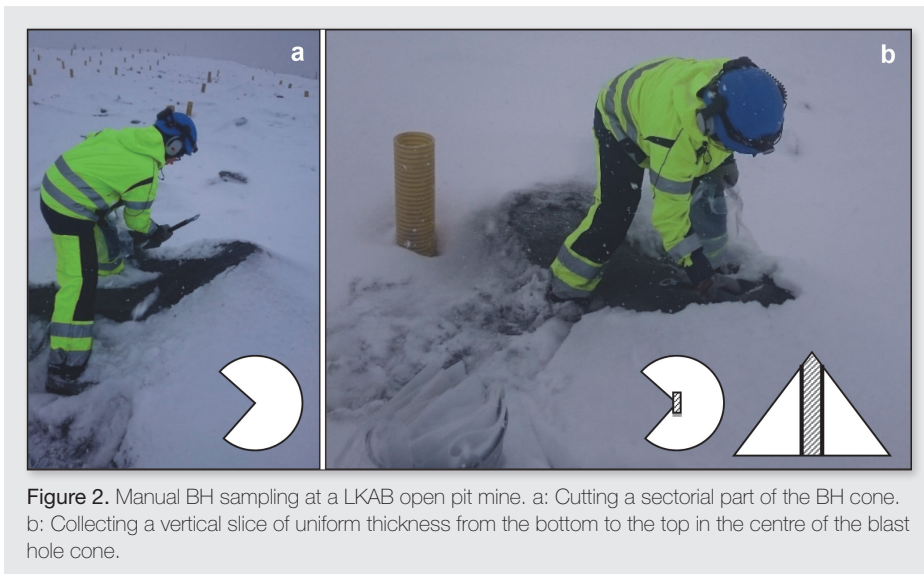 a
b
Figure 2. Manual BH sampling at a LKAB open pit mine. a: Cutting a sectorial part of the BH cone.
b: Collecting a vertical slice of uniform thickness from the bottom to the top in the centre of the blast
hole cone.